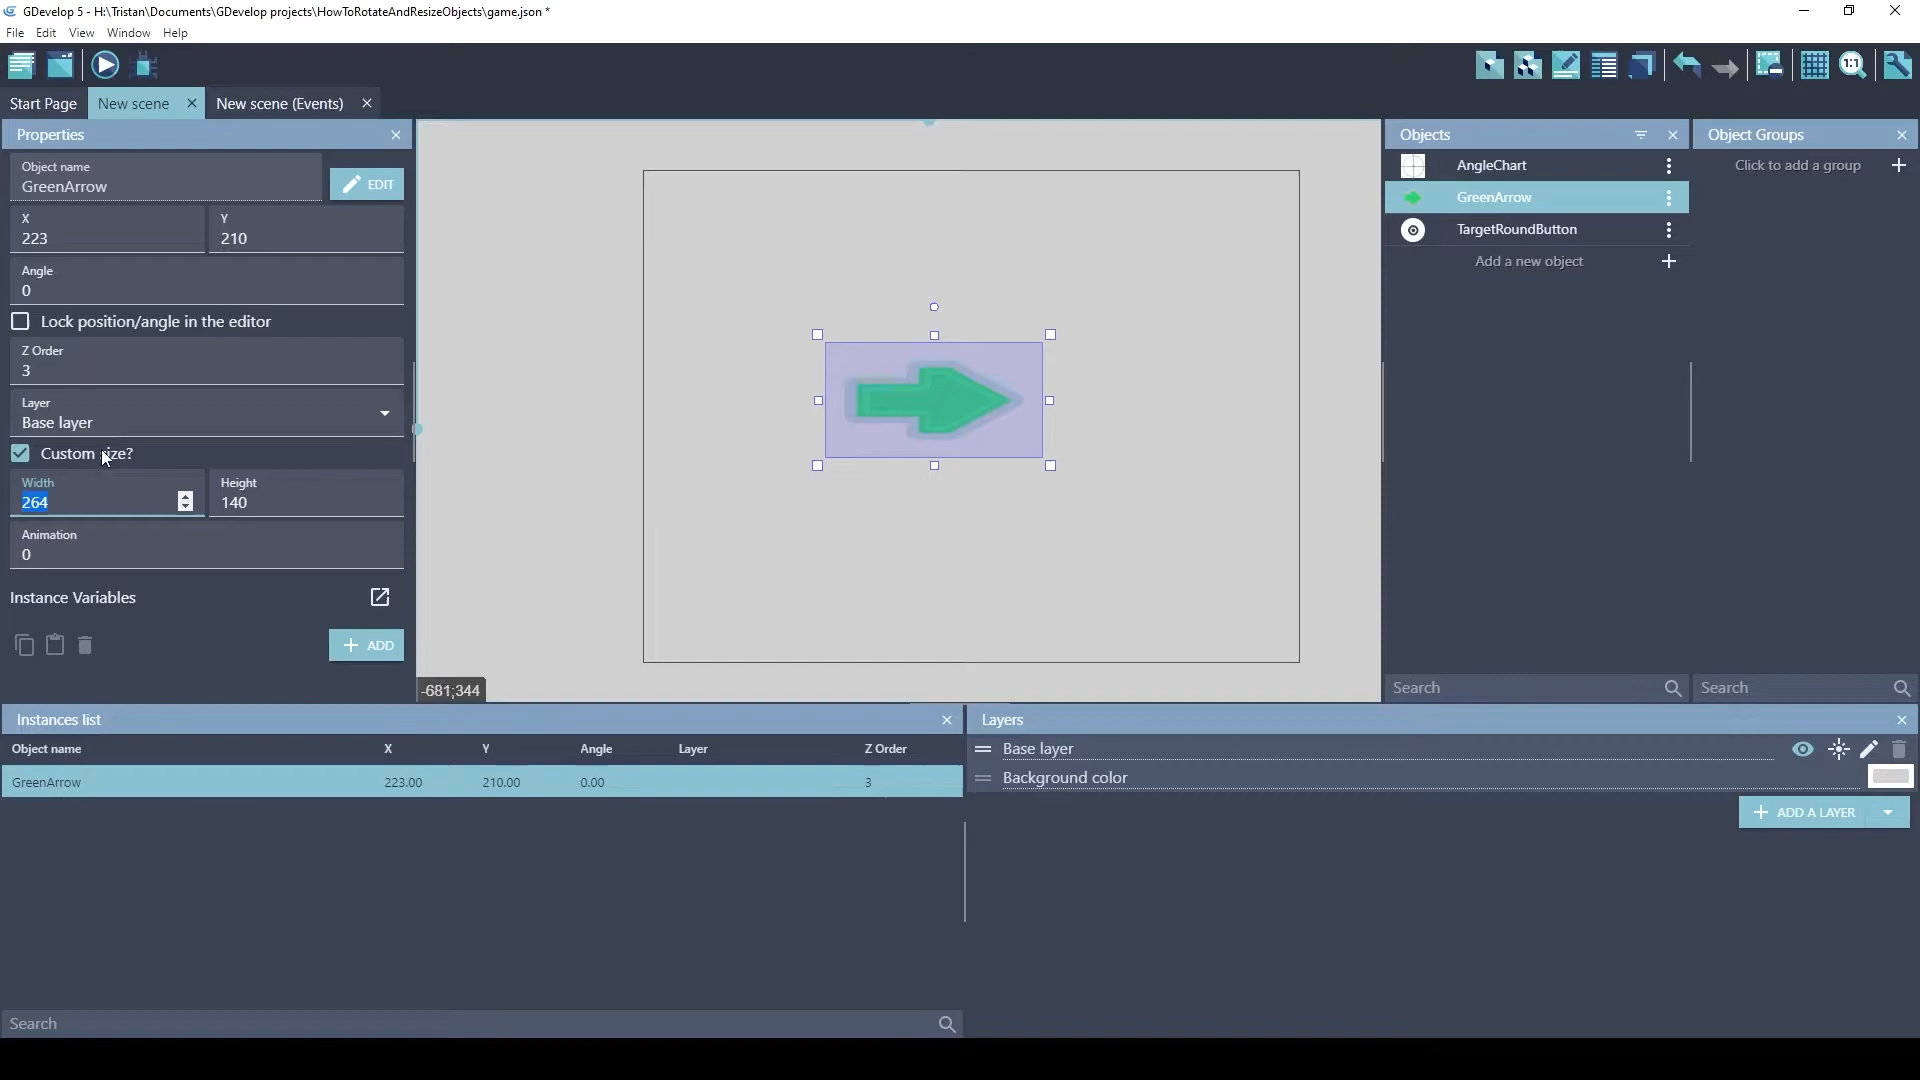 GDevelop 5 - H:\Tristan\Documents\GDevelop projects\HowToRotateAndResizeObjects\game.json *
File Edit View Window Help
1:1
Start Page New scene New scene (Events)
Properties
Object name
GreenArrow
EDIT
X Y
223 210
Angle
0
Lock position/angle in the editor
Z Order
3
Layer
Base layer
Custom size?
Width Height
264 140
Animation
0
Instance Variables
ADD
-681;344
Objects
AngleChart
GreenArrow
TargetRoundButton
Add a new object
Search
Object Groups
Click to add a group
Search
Instances list
Object name X Y Angle Layer Z Order
GreenArrow 223.00 210.00 0.00 3
Search
Layers
Base layer
Background color
ADD A LAYER